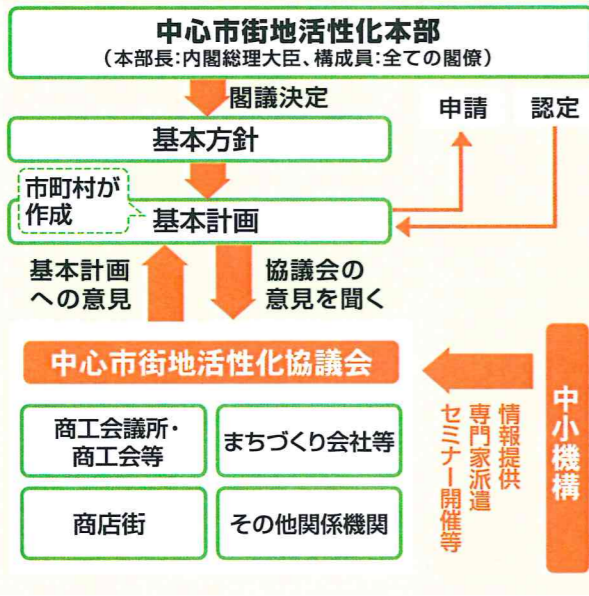 中心市街地活性化本部
（本部長：内閣総理大臣、構成員：全ての閣僚）
閣議決定
申請
認定
基本方針
市町村が
作成
基本計画
基本計画
への意見
協議会の
意見を聞く
中心市街地活性化協議会
商工会議所・
商工会等
まちづくり会社等
商店街
その他関係機関
情報提供
専門家派遣
セミナー開催等
中小機構